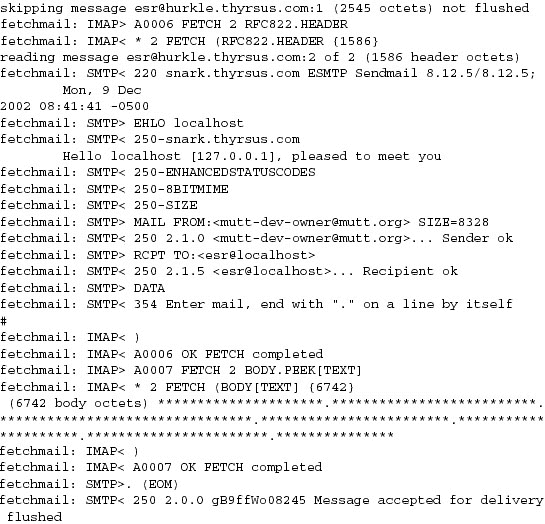 skipping message esr@hurkle.thyrsus.com:1 (2545 octets) not flushed
fetchmail: IMAP> A0006 FETCH 2 RFC822.HEADER
fetchmail: IMAP< * 2 FETCH (RFC822.HEADER {1586}
reading message esr@hurkle.thyrsus.com:2 of 2 (1586 header octets)
fetchmail: SMTP< 220 snark.thyrsus.com ESMTP Sendmail 8.12.5/8.12.5;
Mon, 9 Dec
2002 08:41:41 -0500
fetchmail: SMTP> EHLO localhost
fetchmail: SMTP< 250-snark.thyrsus.com
Hello localhost [127.0.0.1], pleased to meet you
fetchmail: SMTP< 250-ENHANCEDSTATUSCODES
fetchmail: SMTP< 250-8BITMIME
fetchmail: SMTP< 250-SIZE
fetchmail: SMTP> MAIL FROM:<mutt-dev-owner@mutt.org> SIZE=8328
fetchmail: SMTP< 250 2.1.0 <mutt-dev-owner@mutt.org>... Sender ok
fetchmail: SMTP> RCPT TO:<esr@localhost>
fetchmail: SMTP< 250 2.1.5 <esr@localhost>... Recipient ok
fetchmail: SMTP> DATA
fetchmail: SMTP< 354 Enter mail, end with "." on a line by itself
#
fetchmail: IMAP< )
fetchmail: IMAP< A0006 OK FETCH completed
fetchmail: IMAP> A0007 FETCH 2 BODY.PEEK[TEXT]
fetchmail: IMAP< * 2 FETCH (BODY[TEXT] {6742}
(6742 body octets) *********************.**************************.
********************************.************************.***********
**********.***********************.***************
fetchmail: IMAP< )
fetchmail: IMAP< A0007 OK FETCH completed
fetchmail: SMTP>. (EOM)
fetchmail: SMTP< 250 2.0.0 gB9ffWo08245 Message accepted for delivery
flushed